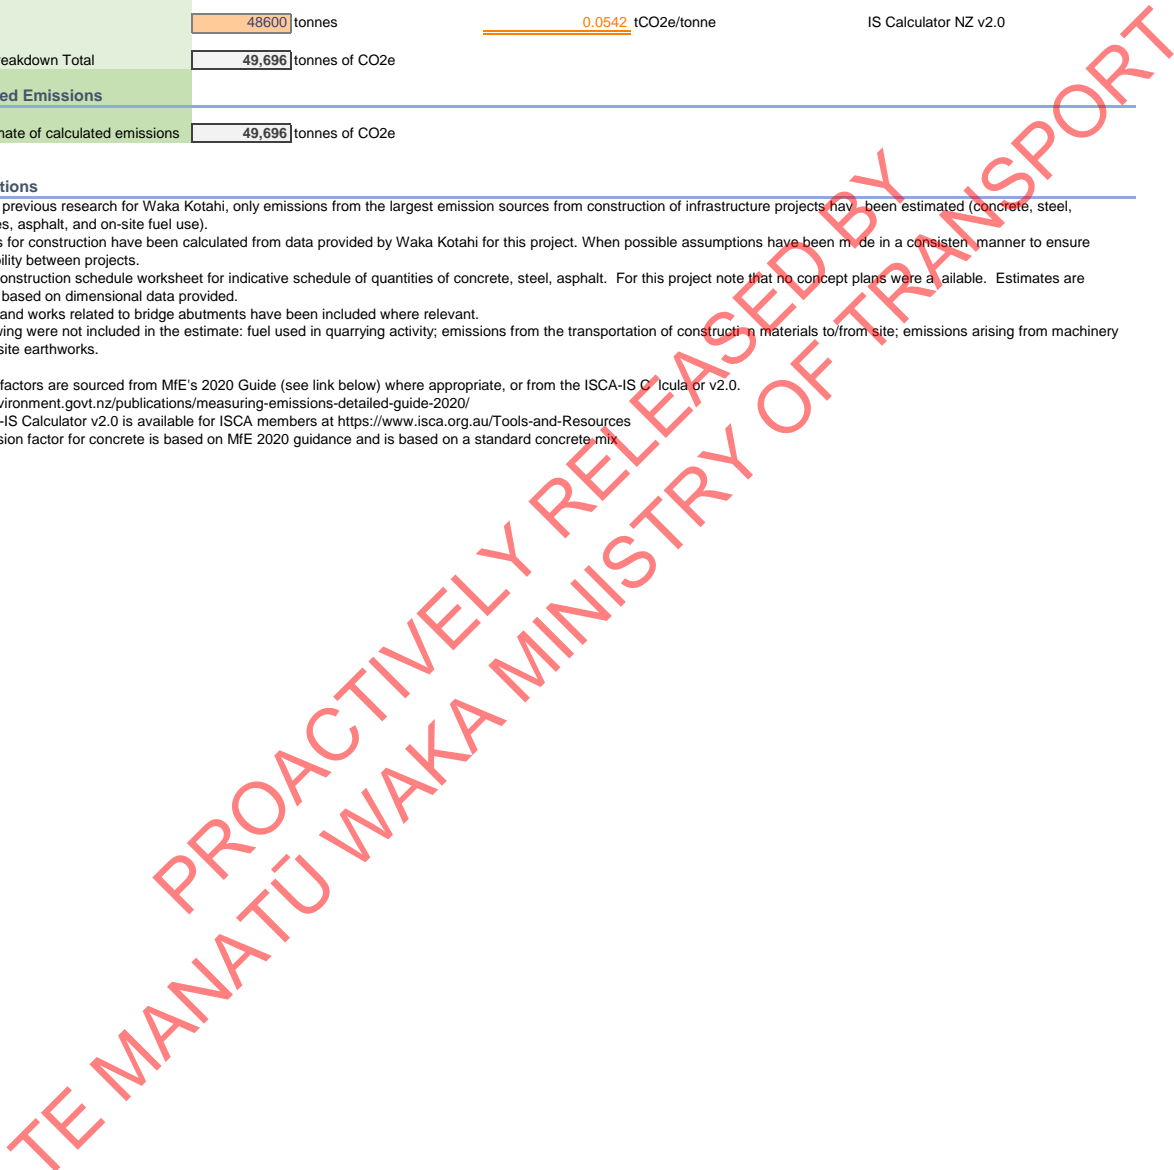 48600 tonnes 0.0542 tCO2e/tonne IS Calculator NZ v2.0
eakdown Total 49,696 tonnes of CO2e
ed Emissions
nate of calculated emissions 49,696 tonnes of CO2e
tions
previous research for Waka Kotahi, only emissions from the largest emission sources from construction of infrastructure projects hav been estimated (concrete, steel,
es, asphalt, and on-site fuel use).
s for construction have been calculated from data provided by Waka Kotahi for this project. When possible assumptions have been m de in a consisten manner to ensure
bility between projects.
onstruction schedule worksheet for indicative schedule of quantities of concrete, steel, asphalt. For this project note that no concept plans were a ailable. Estimates are
based on dimensional data provided.
and works related to bridge abutments have been included where relevant.
wing were not included in the estimate: fuel used in quarrying activity; emissions from the transportation of constructi n materials to/from site; emissions arising from machinery
site earthworks.
factors are sourced from MfE's 2020 Guide (see link below) where appropriate, or from the ISCA-IS C lcula or v2.0.
vironment.govt.nz/publications/measuring-emissions-detailed-guide-2020/
-IS Calculator v2.0 is available for ISCA members at https://www.isca.org.au/Tools-and-Resources
sion factor for concrete is based on MfE 2020 guidance and is based on a standard concrete mix
PROACTIVELY RELEASED BY
TE MANATŪ WAKA MINISTRY OF TRANSPORT